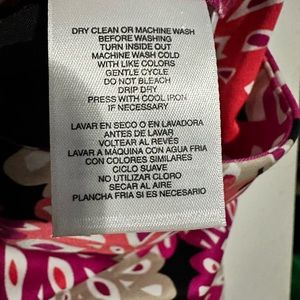 DRY CLEAN OR MACHINE WASH
BEFORE WASHING
TURN INSIDE OUT
MACHINE WASH COLD
WITH LIKE COLORS
GENTLE CYCLE
DO NOT BLEACH
DRIP DRY
PRESS WITH COOL IRON
IF NECESSARY
LAVAR EN SECO O EN LAVADORA
ANTES DE LAVAR
VOLTEAR AL REVÉS
LAVAR A MÁQUINA CON AGUA FRIA
CON COLORES SIMILARES
CICLO SUAVE
NO UTILIZAR CLORO
SECAR AL AIRE
PLANCHA FRIA SI ES NECESARIO